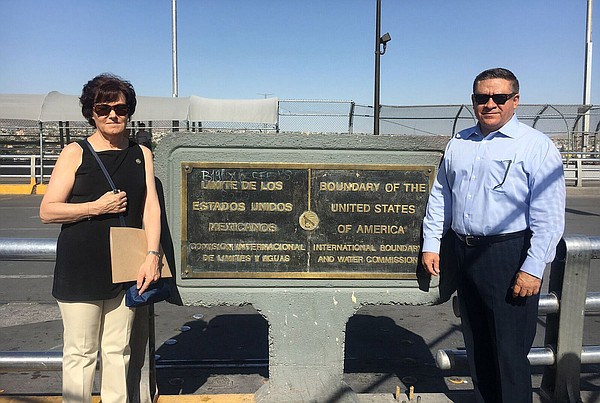 LIMITE DE LOS
ESTADOS UNIDOS
MEXICANOS
COMISION INTERNACIONAL
DE LIMITES Y AGUAS
BOUNDARY OF THE
UNITED STATES
OF AMERICA
INTERNATIONAL BOUNDARY
AND WATER COMMISSION